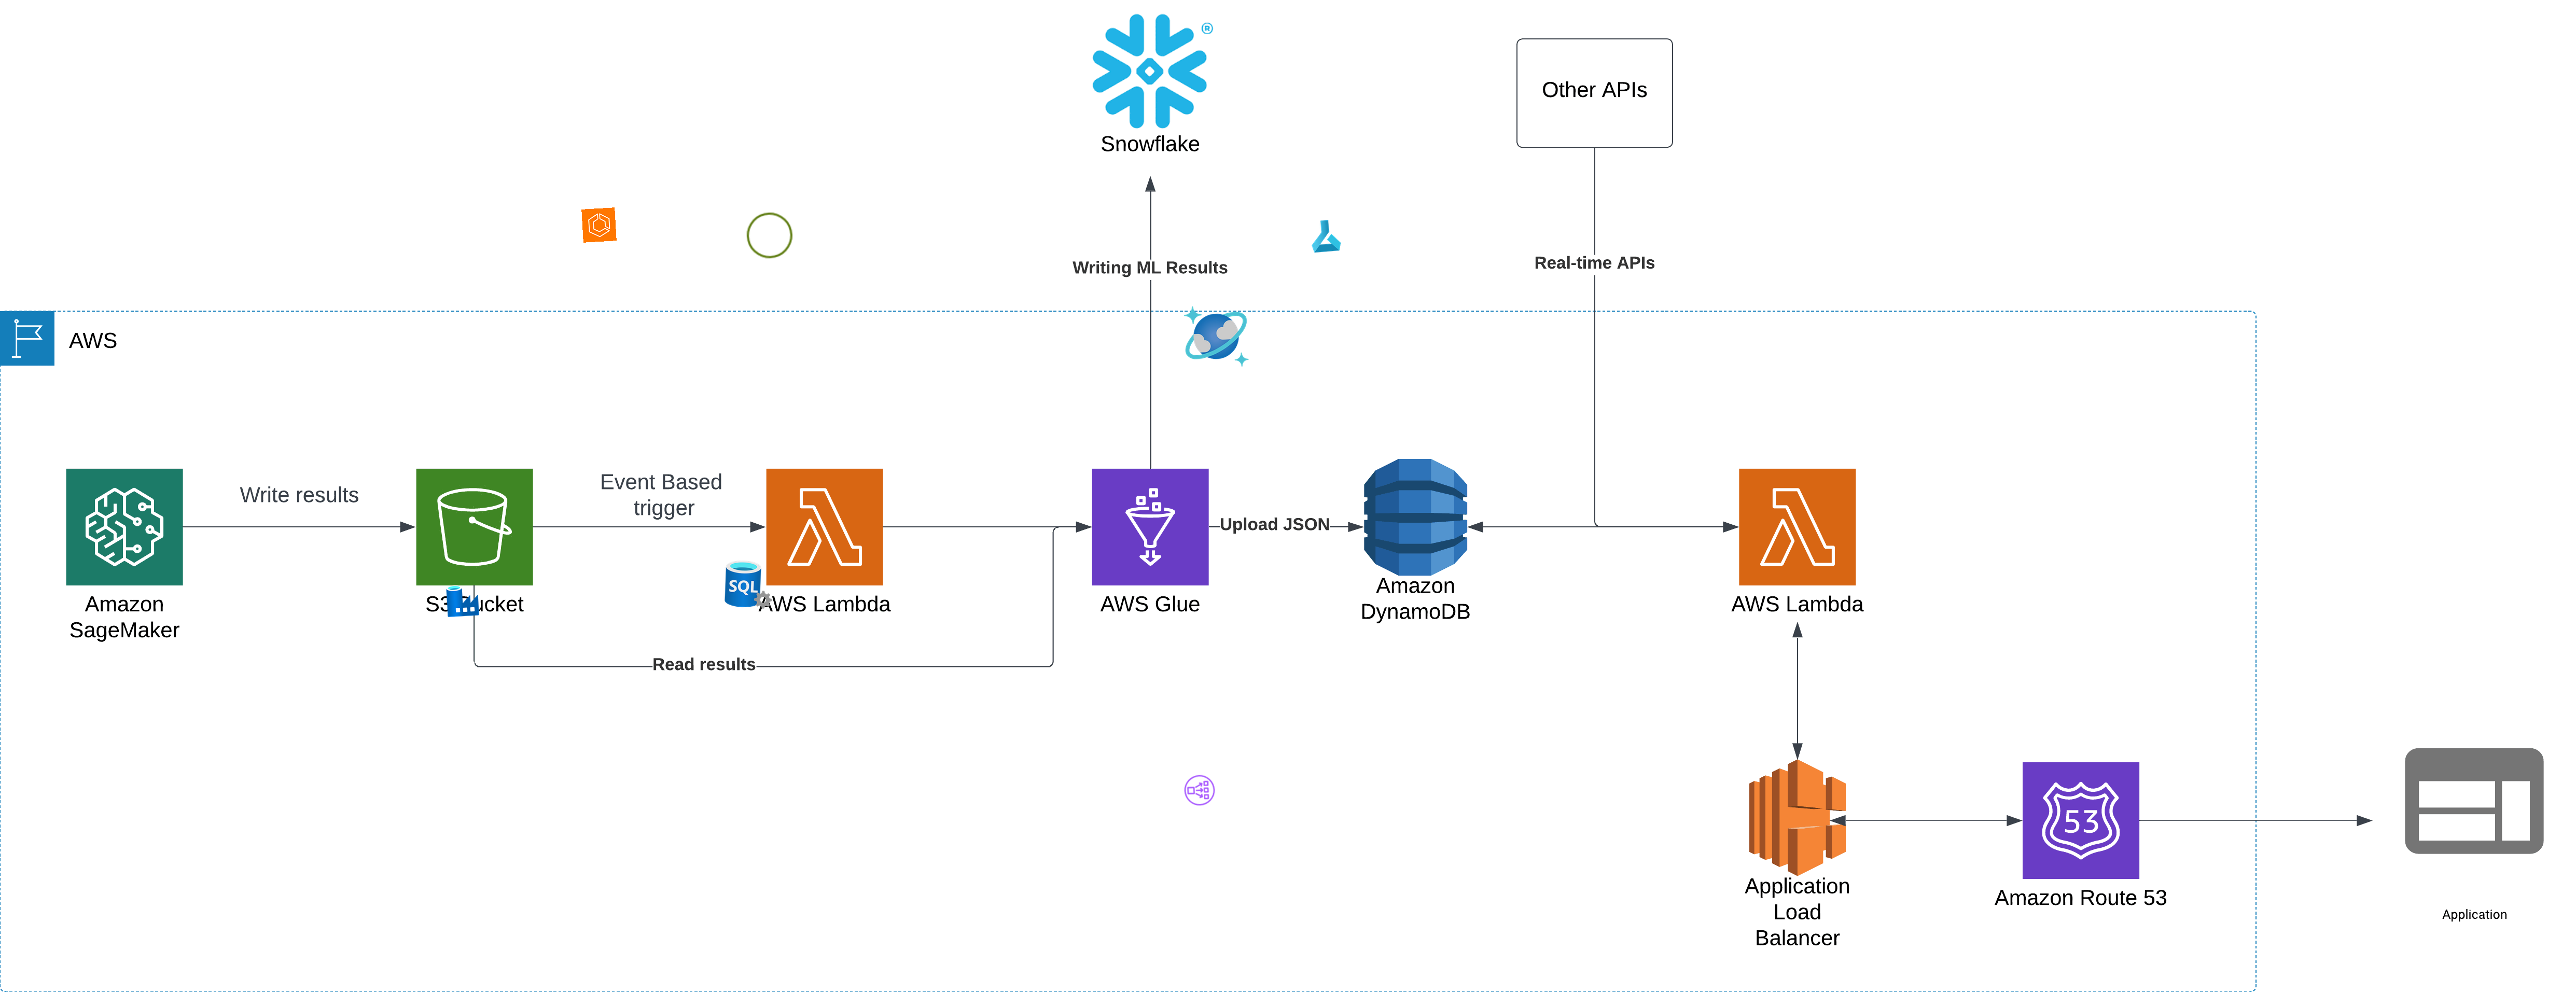 ®
Snowflake
Other APIs
Writing ML Results
Real-time APIs
AWS
Write results
Event Based
trigger
Upload JSON
SQL
Amazon
SageMaker
S3 Bucket
AWS Lambda
AWS Glue
Amazon
DynamoDB
AWS Lambda
Read results
53
Application
Load
Balancer
Amazon Route 53
Application